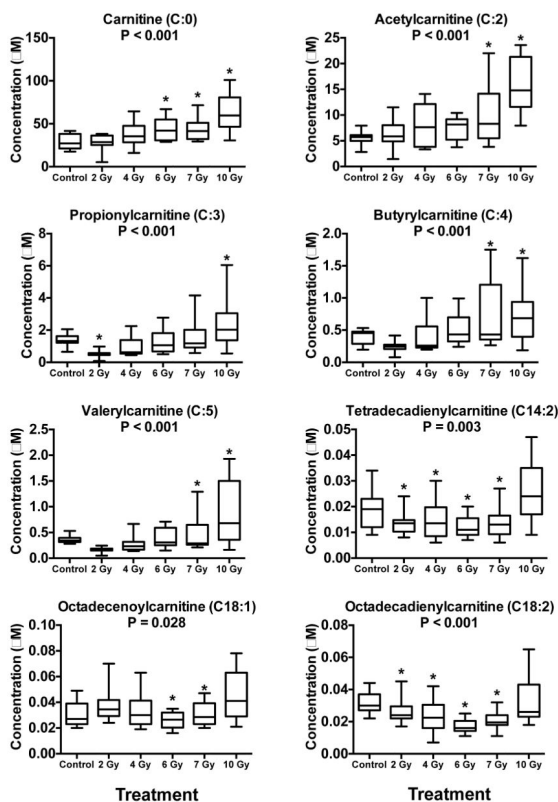 Carnitine (C:0)
P < 0.001
Concentration (□M)
150
100
50
0
* * *
Control 2 Gy 4 Gy 6 Gy 7 Gy 10 Gy
Acetylcarnitine (C:2)
P < 0.001
Concentration (□M)
25
20
15
10
5
0
* *
Control 2 Gy 4 Gy 6 Gy 7 Gy 10 Gy
Propionylcarnitine (C:3)
P < 0.001
Concentration (□M)
8
6
4
2
0
* *
Control 2 Gy 4 Gy 6 Gy 7 Gy 10 Gy
Butyrylcarnitine (C:4)
P < 0.001
Concentration (□M)
2.0
1.5
1.0
0.5
0.0
* *
Control 2 Gy 4 Gy 6 Gy 7 Gy 10 Gy
Valerylcarnitine (C:5)
P < 0.001
Concentration (□M)
2.5
2.0
1.5
1.0
0.5
0.0
* *
Control 2 Gy 4 Gy 6 Gy 7 Gy 10 Gy
Tetradecadienylcarnitine (C14:2)
P = 0.003
Concentration (□M)
0.05
0.04
0.03
0.02
0.01
0.00
* * * *
Control 2 Gy 4 Gy 6 Gy 7 Gy 10 Gy
Octadecenoylcarnitine (C18:1)
P = 0.028
Concentration (□M)
0.10
0.08
0.06
0.04
0.02
0.00
* *
Control 2 Gy 4 Gy 6 Gy 7 Gy 10 Gy
Treatment
Octadecadienylcarnitine (C18:2)
P < 0.001
Concentration (□M)
0.08
0.06
0.04
0.02
0.00
* * * *
Control 2 Gy 4 Gy 6 Gy 7 Gy 10 Gy
Treatment